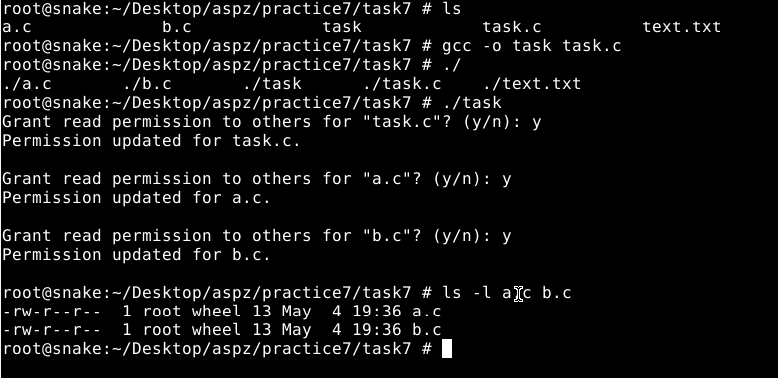 root@snake:~/Desktop/aspz/practice7/task7 # ls
a.c             b.c             task            task.c          text.txt
root@snake:~/Desktop/aspz/practice7/task7 # gcc -o task task.c
root@snake:~/Desktop/aspz/practice7/task7 # ./
./a.c       ./b.c       ./task      ./task.c    ./text.txt
root@snake:~/Desktop/aspz/practice7/task7 # ./task
Grant read permission to others for "task.c"? (y/n): y
Permission updated for task.c.

Grant read permission to others for "a.c"? (y/n): y
Permission updated for a.c.

Grant read permission to others for "b.c"? (y/n): y
Permission updated for b.c.

root@snake:~/Desktop/aspz/practice7/task7 # ls -l a.c b.c
-rw-r--r--  1 root wheel 13 May  4 19:36 a.c
-rw-r--r--  1 root wheel 13 May  4 19:36 b.c
root@snake:~/Desktop/aspz/practice7/task7 #